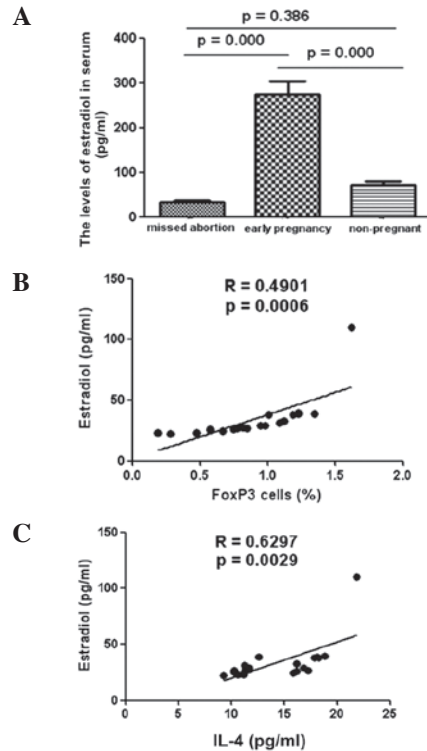 A
p = 0.386
p = 0.000
p = 0.000
The levels of estradiol in serum
(pg/ml)
400
300
200
100
0
missed abortion early pregnancy non-pregnant
B
R = 0.4901
p = 0.0006
Estradiol (pg/ml)
150
100
50
0
0.0 0.5 1.0 1.5 2.0
FoxP3 cells (%)
C
R = 0.6297
p = 0.0029
Estradiol (pg/ml)
150
100
50
0
0 5 10 15 20 25
IL-4 (pg/ml)